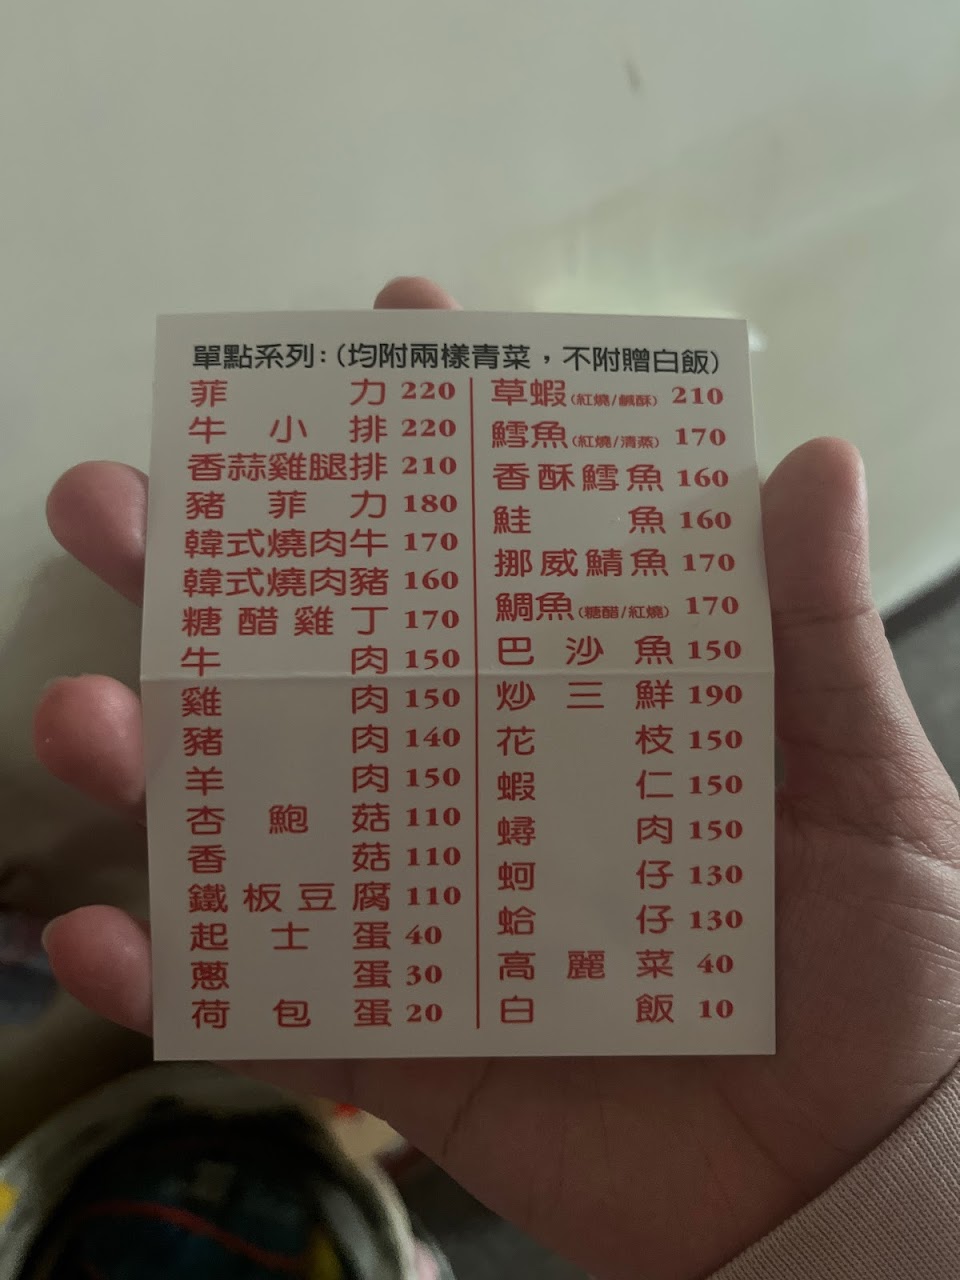 單點系列:(均附兩樣青菜，不附贈白飯)
菲力 220
牛小排 220
香蒜雞腿排 210
豬菲力 180
韓式燒肉牛 170
韓式燒肉豬 160
糖醋雞丁 170
牛肉 150
雞肉 150
豬肉 140
羊肉 150
杏鮑菇 110
香菇 110
鐵板豆腐 110
起士蛋 40
蔥蛋 30
荷包蛋 20
草蝦(紅燒/鹹酥) 210
鱈魚(紅燒/清蒸) 170
香酥鱈魚 160
鮭魚 160
挪威鯖魚 170
鯛魚(糖醋/紅燒) 170
巴沙魚 150
炒三鮮 190
花枝 150
蝦仁 150
蟳肉 150
蚵仔 130
蛤仔 130
高麗菜 40
白飯 10